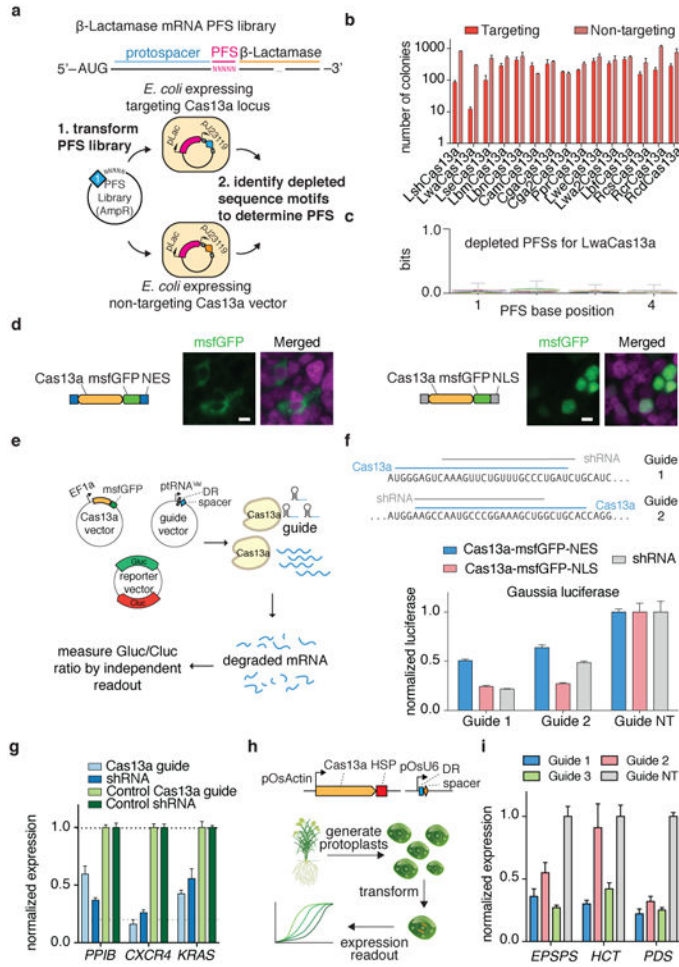 a
β-Lactamase mRNA PFS library
protospacer PFS β-Lactamase
5'–AUG NNNNN ... –3'
E. coli expressing
targeting Cas13a locus
1. transform
PFS library
pLac
pJ23119
NNNNN
PFS
Library
(AmpR)
2. identify depleted
sequence motifs
to determine PFS
pLac
pJ23119
E. coli expressing
non-targeting Cas13a vector
b
Targeting Non-targeting
number of colonies
1000
100
10
1
LshCas13a
LwaCas13a
LseCas13a
LbmCas13a
LbnCas13a
CamCas13a
CgaCas13a
Cga2Cas13a
PprCas13a
LweCas13a
LwaCas13a
Lwa2Cas13a
LbfCas13a
RcsCas13a
RcrCas13a
RcdCas13a
c
depleted PFSs for LwaCas13a
bits
1.0
0.0
1 4
PFS base position
d
msfGFP Merged
Cas13a msfGFP NES
msfGFP Merged
Cas13a msfGFP NLS
e
EF1a
msfGFP
Cas13a
vector
ptRNAVal
DR
spacer
guide
vector
Cas13a
guide
Cas13a
Gluc
reporter
vector
Cluc
degraded mRNA
measure Gluc/Cluc
ratio by independent
readout
f
shRNA
Cas13a
AUGGGAGUCAAAGUUCUGUUUGCCCUGAUCUGCAUC...
Guide
1
shRNA
Cas13a
...AUGGAAGCCAAUGCCCGGAAAGCUGGCUGCACCAGG...
Guide
2
Cas13a-msfGFP-NES
Cas13a-msfGFP-NLS
shRNA
Gaussia luciferase
normalized luciferase
1.0
0.5
0.0
Guide 1 Guide 2 Guide NT
g
Cas13a guide
shRNA
Control Cas13a guide
Control shRNA
normalized expression
1.0
0.5
0.0
PPIB CXCR4 KRAS
h
pOsActin
Cas13a HSP
pOsU6
DR
spacer
generate
protoplasts
transform
expression
readout
i
Guide 1 Guide 2
Guide 3 Guide NT
normalized expression
1.0
0.5
0.0
EPSPS HCT PDS